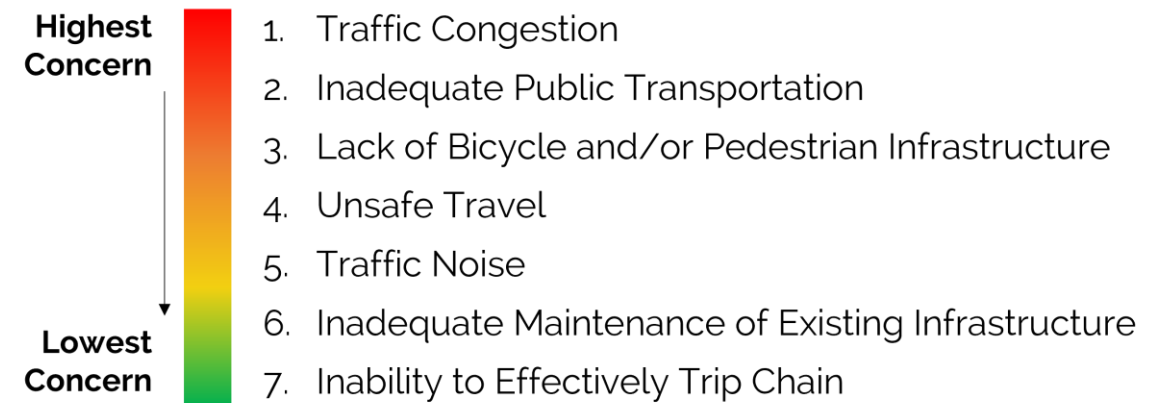 Highest
Concern
1. Traffic Congestion
2. Inadequate Public Transportation
3. Lack of Bicycle and/or Pedestrian Infrastructure
4. Unsafe Travel
5. Traffic Noise
6. Inadequate Maintenance of Existing Infrastructure
Lowest
Concern
7. Inability to Effectively Trip Chain